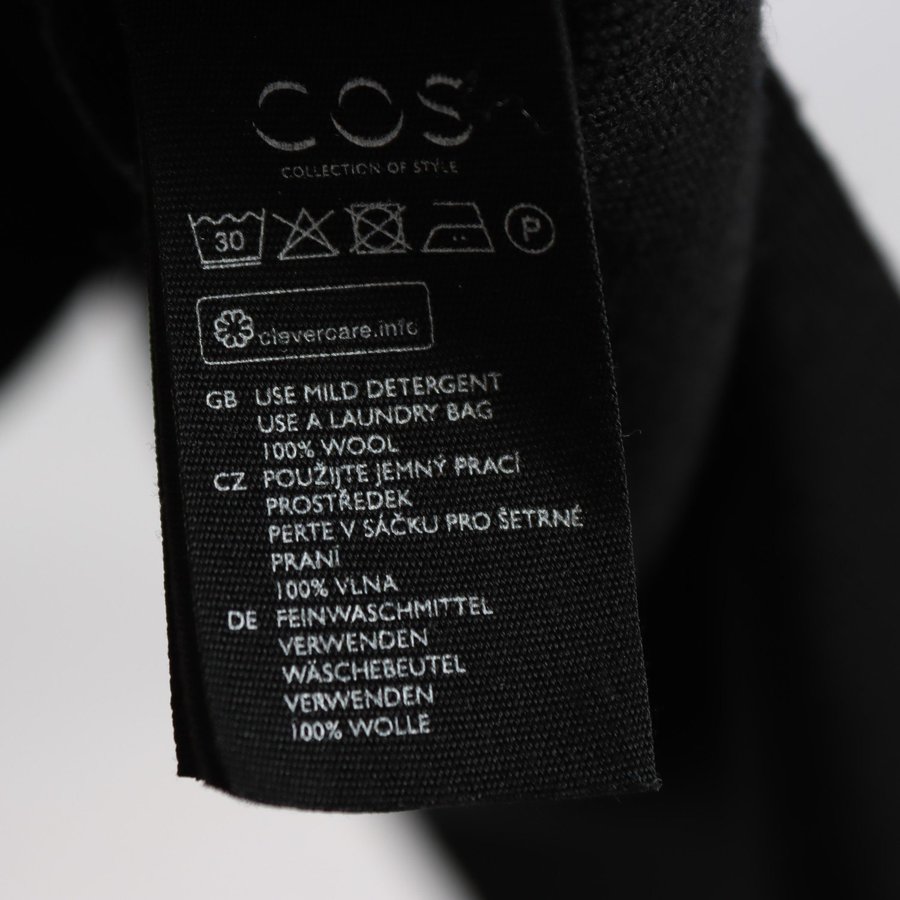 COS
COLLECTION OF STYLE
30 P
clevercare.info
GB USE MILD DETERGENT
USE A LAUNDRY BAG
100% WOOL
CZ POUŽIJTE JEMNÝ PRACÍ
PROSTŘEDEK
PERTE V SÁČKU PRO ŠETRNÉ
PRANÍ
100% VLNA
DE FEINWASCHMITTEL
VERWENDEN
WÄSCHEBEUTEL
VERWENDEN
100% WOLLE